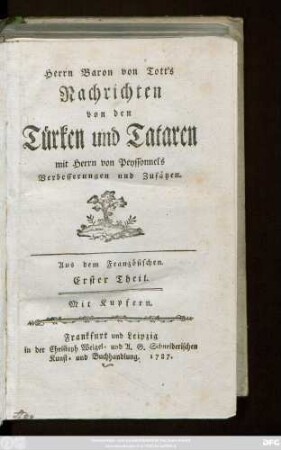 Herrn Baron von Tott's
Nachrichten
von den
Türken und Tataren
mit Herrn von Peyssonnels
Verbesserungen und Zusätzen.
Aus dem Französischen.
Erster Theil.
Mit Kupfern.
Frankfurt und Leipzig
in der Christoph Weigel- und A. G. Schneiderischen
Kunst- und Buchhandlung. 1787.
DFG